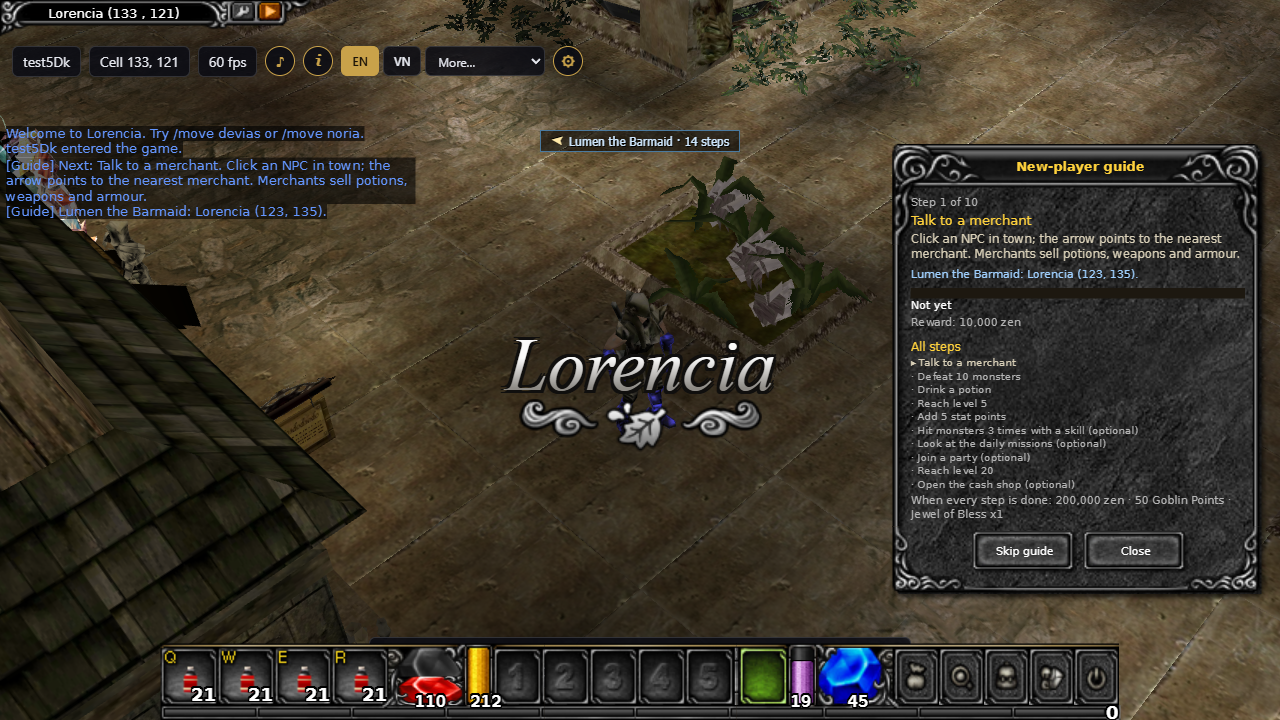 Lorencia (133 , 121)
test5Dk
Cell 133, 121
60 fps
i
EN
VN
More...
Welcome to Lorencia. Try /move devias or /move noria.
test5Dk entered the game.
[Guide] Next: Talk to a merchant. Click an NPC in town; the
arrow points to the nearest merchant. Merchants sell potions,
weapons and armour.
[Guide] Lumen the Barmaid: Lorencia (123, 135).
Lumen the Barmaid · 14 steps
Lorencia
New-player guide
Step 1 of 10
Talk to a merchant
Click an NPC in town; the arrow points to the nearest
merchant. Merchants sell potions, weapons and armour.
Lumen the Barmaid: Lorencia (123, 135).
Not yet
Reward: 10,000 zen
All steps
▸ Talk to a merchant
· Defeat 10 monsters
· Drink a potion
· Reach level 5
· Add 5 stat points
· Hit monsters 3 times with a skill (optional)
· Look at the daily missions (optional)
· Join a party (optional)
· Reach level 20
· Open the cash shop (optional)
When every step is done: 200,000 zen · 50 Goblin Points ·
Jewel of Bless x1
Skip guide
Close
Q
21
W
21
E
21
R
21
110
212
1
2
3
4
5
19
45
0